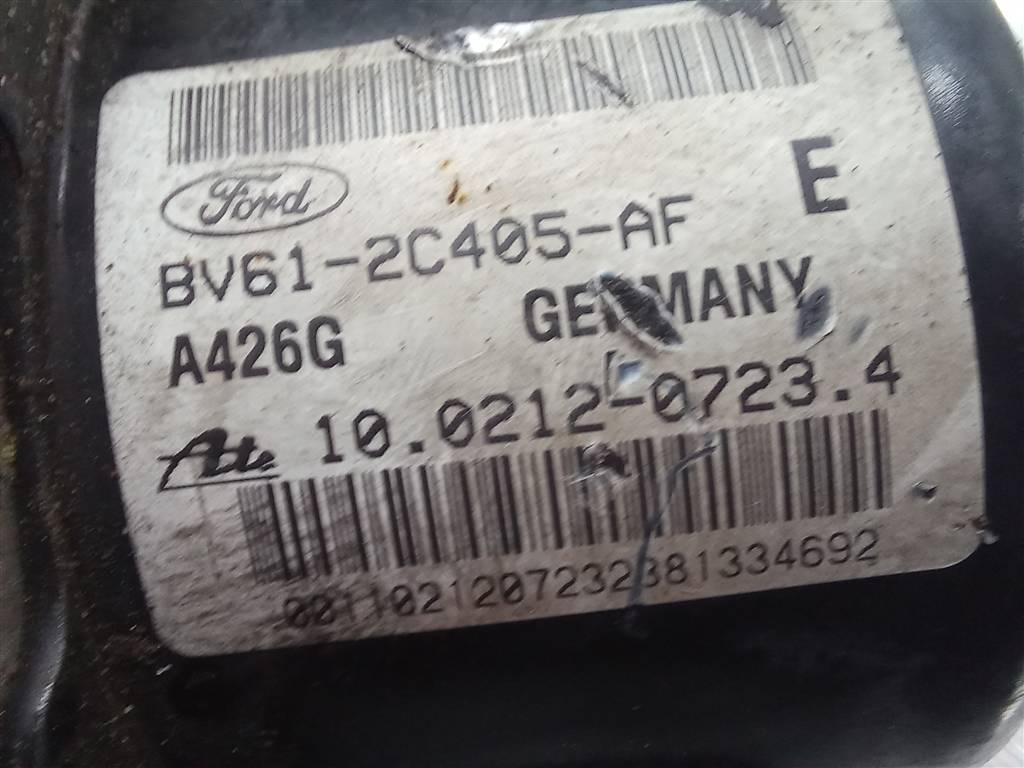 Ford
E
BV61-2C405-AF
A426G GERMANY
Ate 10.0212-0723.4
0011021207232381334692